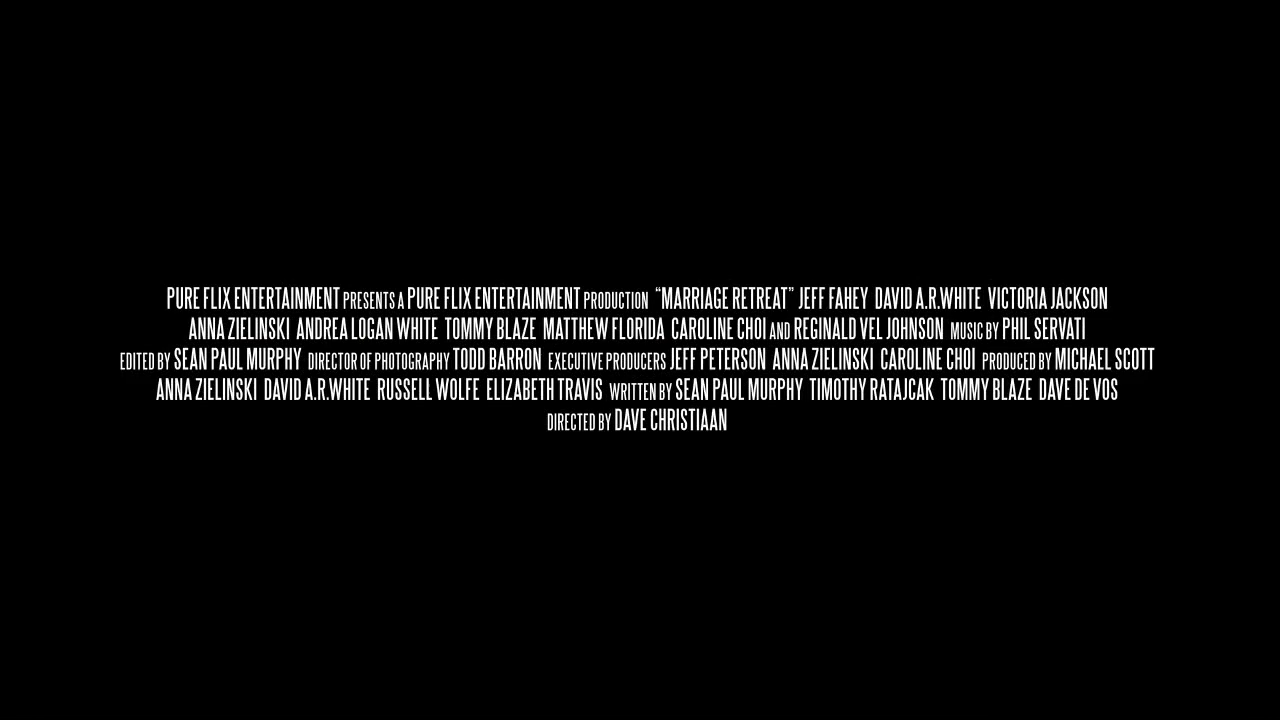 PURE FLIX ENTERTAINMENT PRESENTS A PURE FLIX ENTERTAINMENT PRODUCTION “MARRIAGE RETREAT” JEFF FAHEY DAVID A.R.WHITE VICTORIA JACKSON
ANNA ZIELINSKI ANDREA LOGAN WHITE TOMMY BLAZE MATTHEW FLORIDA CAROLINE CHOI AND REGINALD VEL JOHNSON MUSIC BY PHIL SERVATI
EDITED BY SEAN PAUL MURPHY DIRECTOR OF PHOTOGRAPHY TODD BARRON EXECUTIVE PRODUCERS JEFF PETERSON ANNA ZIELINSKI CAROLINE CHOI PRODUCED BY MICHAEL SCOTT
ANNA ZIELINSKI DAVID A.R.WHITE RUSSELL WOLFE ELIZABETH TRAVIS WRITTEN BY SEAN PAUL MURPHY TIMOTHY RATAJCAK TOMMY BLAZE DAVE DE VOS
DIRECTED BY DAVE CHRISTIAAN